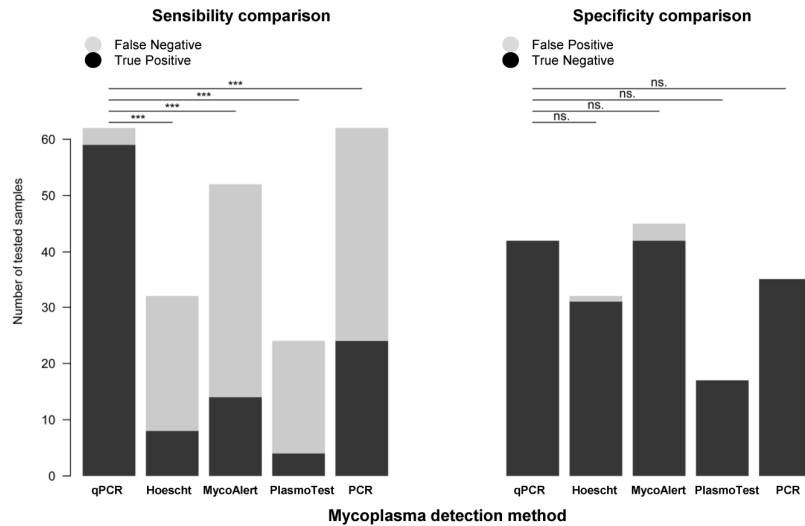 Sensibility comparison
False Negative
True Positive
***
***
***
***
60
50
40
30
20
10
0
Number of tested samples
qPCR Hoescht MycoAlert PlasmoTest PCR
Specificity comparison
False Positive
True Negative
ns.
ns.
ns.
ns.
qPCR Hoescht MycoAlert PlasmoTest PCR
Mycoplasma detection method